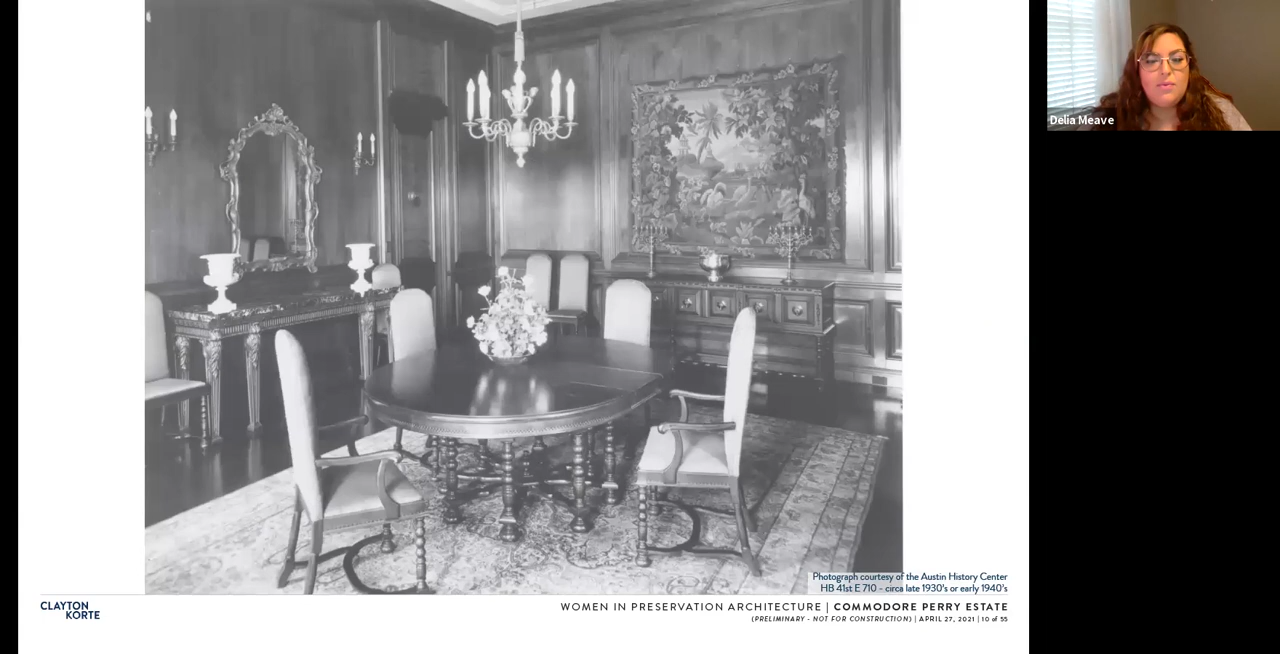 Delia Meave
Photograph courtesy of the Austin History Center
HB 41st E 710 - circa late 1930's or early 1940's
CLAYTON
KORTE
WOMEN IN PRESERVATION ARCHITECTURE | COMMODORE PERRY ESTATE
(PRELIMINARY - NOT FOR CONSTRUCTION) | APRIL 27, 2021 | 10 of 55